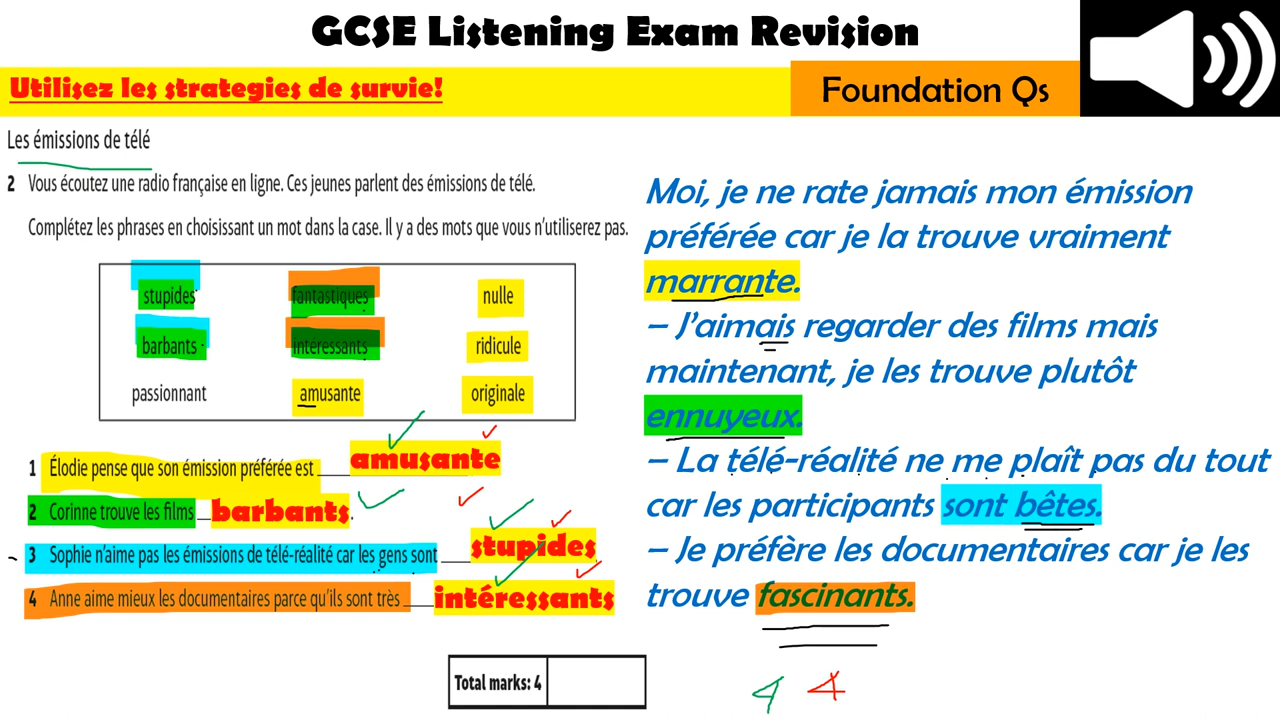 GCSE Listening Exam Revision
Utilisez les strategies de survie!
Foundation Qs
Les émissions de télé
2 Vous écoutez une radio française en ligne. Ces jeunes parlent des émissions de télé.
Complétez les phrases en choisissant un mot dans la case. Il y a des mots que vous n'utiliserez pas.
stupides fantastiques nulle
barbants intéressants ridicule
passionnant amusante originale
1 Élodie pense que son émission préférée est ____ amusante
2 Corinne trouve les films __ barbants.
3 Sophie n'aime pas les émissions de télé-réalité car les gens sont ____ stupides
4 Anne aime mieux les documentaires parce qu'ils sont très ____ intéressants
Total marks: 4
Moi, je ne rate jamais mon émission
préférée car je la trouve vraiment
marrante.
– J'aimais regarder des films mais
maintenant, je les trouve plutôt
ennuyeux.
– La télé-réalité ne me plaît pas du tout
car les participants sont bêtes.
– Je préfère les documentaires car je les
trouve fascinants.
4 4